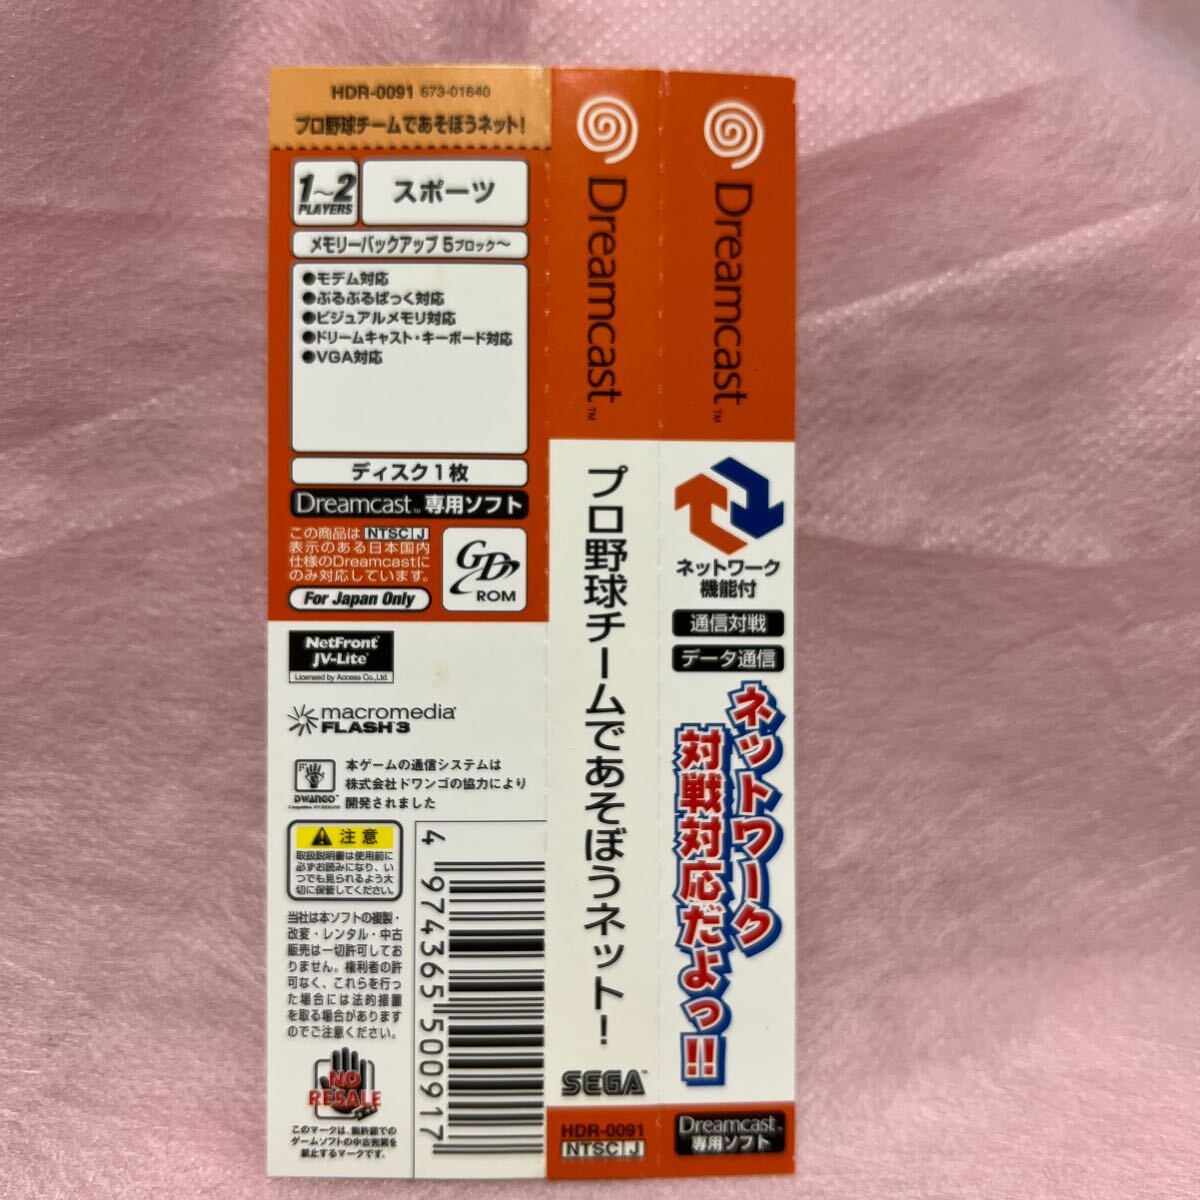 HDR-0091 673-01640
プロ野球チームであそぼうネット!
1～2
PLAYERS
スポーツ
メモリーバックアップ 5ブロック～
●モデム対応
●ぷるぷるぱっく対応
●ビジュアルメモリ対応
●ドリームキャスト・キーボード対応
●VGA対応
ディスク1枚
Dreamcast™ 専用ソフト
この商品は NTSC J
表示のある日本国内
仕様のDreamcastに
のみ対応しています。
For Japan Only
GD
ROM
NetFront
JV-Lite
Licensed by Access Co.,Ltd.
macromedia
FLASH 3
DWANGO
本ゲームの通信システムは
株式会社ドワンゴの協力により
開発されました
注意
取扱説明書は使用前に
必ずお読みになり、い
つでも見られるよう大
切に保管してください。
当社は本ソフトの複製・
改変・レンタル・中古
販売は一切許可してお
りません。権利者の許
可なく、これらを行っ
た場合には法的措置
を取る場合があります
のでご注意ください。
NO
RESALE
このマークは、無許諾での
ゲームソフトの中古売買を
禁止するマークです。
4 974365 500917
Dreamcast™
プロ野球チームであそぼうネット!
SEGA™
HDR-0091
NTSC J
Dreamcast™
ネットワーク
機能付
通信対戦
データ通信
ネットワーク
対戦対応だよっ!!
Dreamcast™
専用ソフト